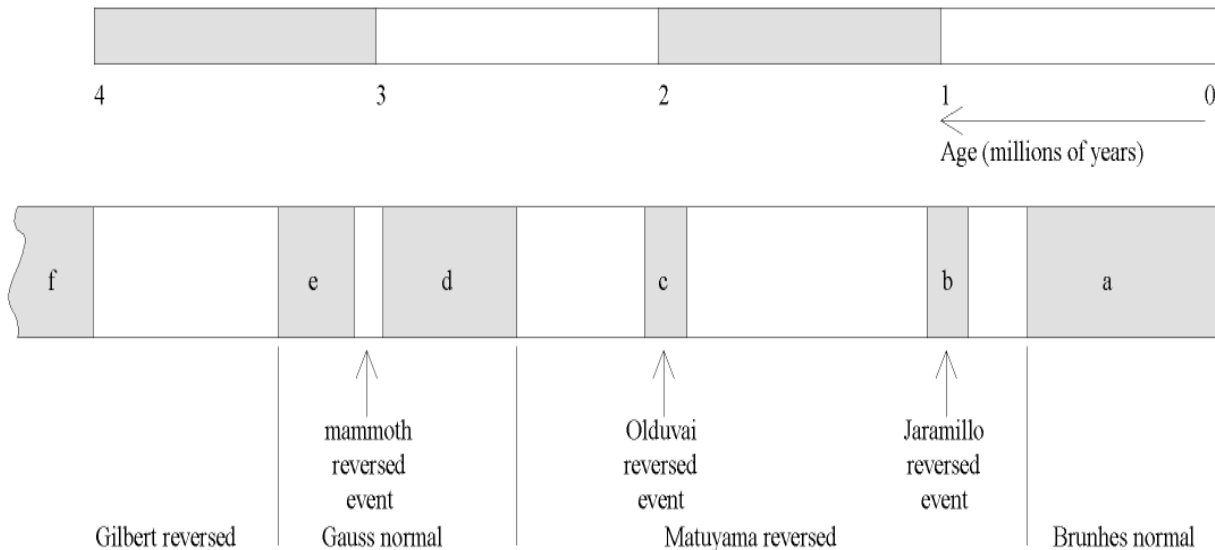 4 3 2 1 0
Age (millions of years)
f e d c b a
mammoth
reversed
event
Olduvai
reversed
event
Jaramillo
reversed
event
Gilbert reversed Gauss normal Matuyama reversed Brunhes normal